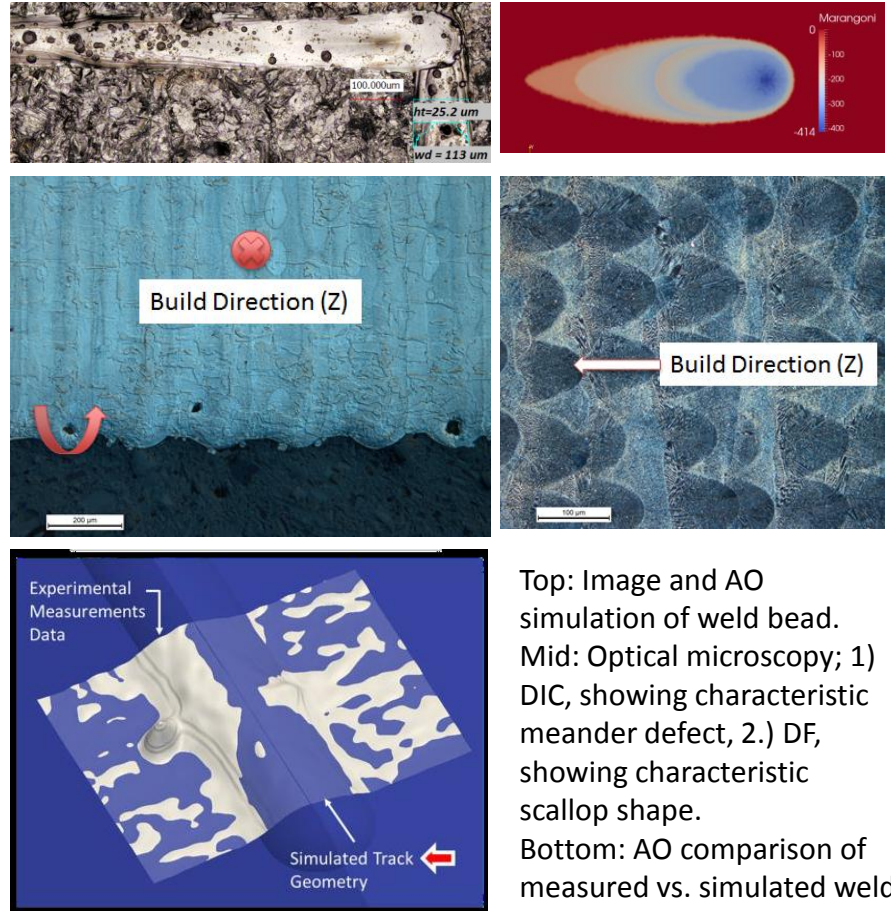 100.000um
ht=25.2 um
wd = 113 um
Marangoni
0
-100
-200
-300
-400
-414
Build Direction (Z)
200 µm
Build Direction (Z)
100 µm
Experimental
Measurements
Data
Simulated Track
Geometry
Top: Image and AO
simulation of weld bead.
Mid: Optical microscopy; 1)
DIC, showing characteristic
meander defect, 2.) DF,
showing characteristic
scallop shape.
Bottom: AO comparison of
measured vs. simulated weld